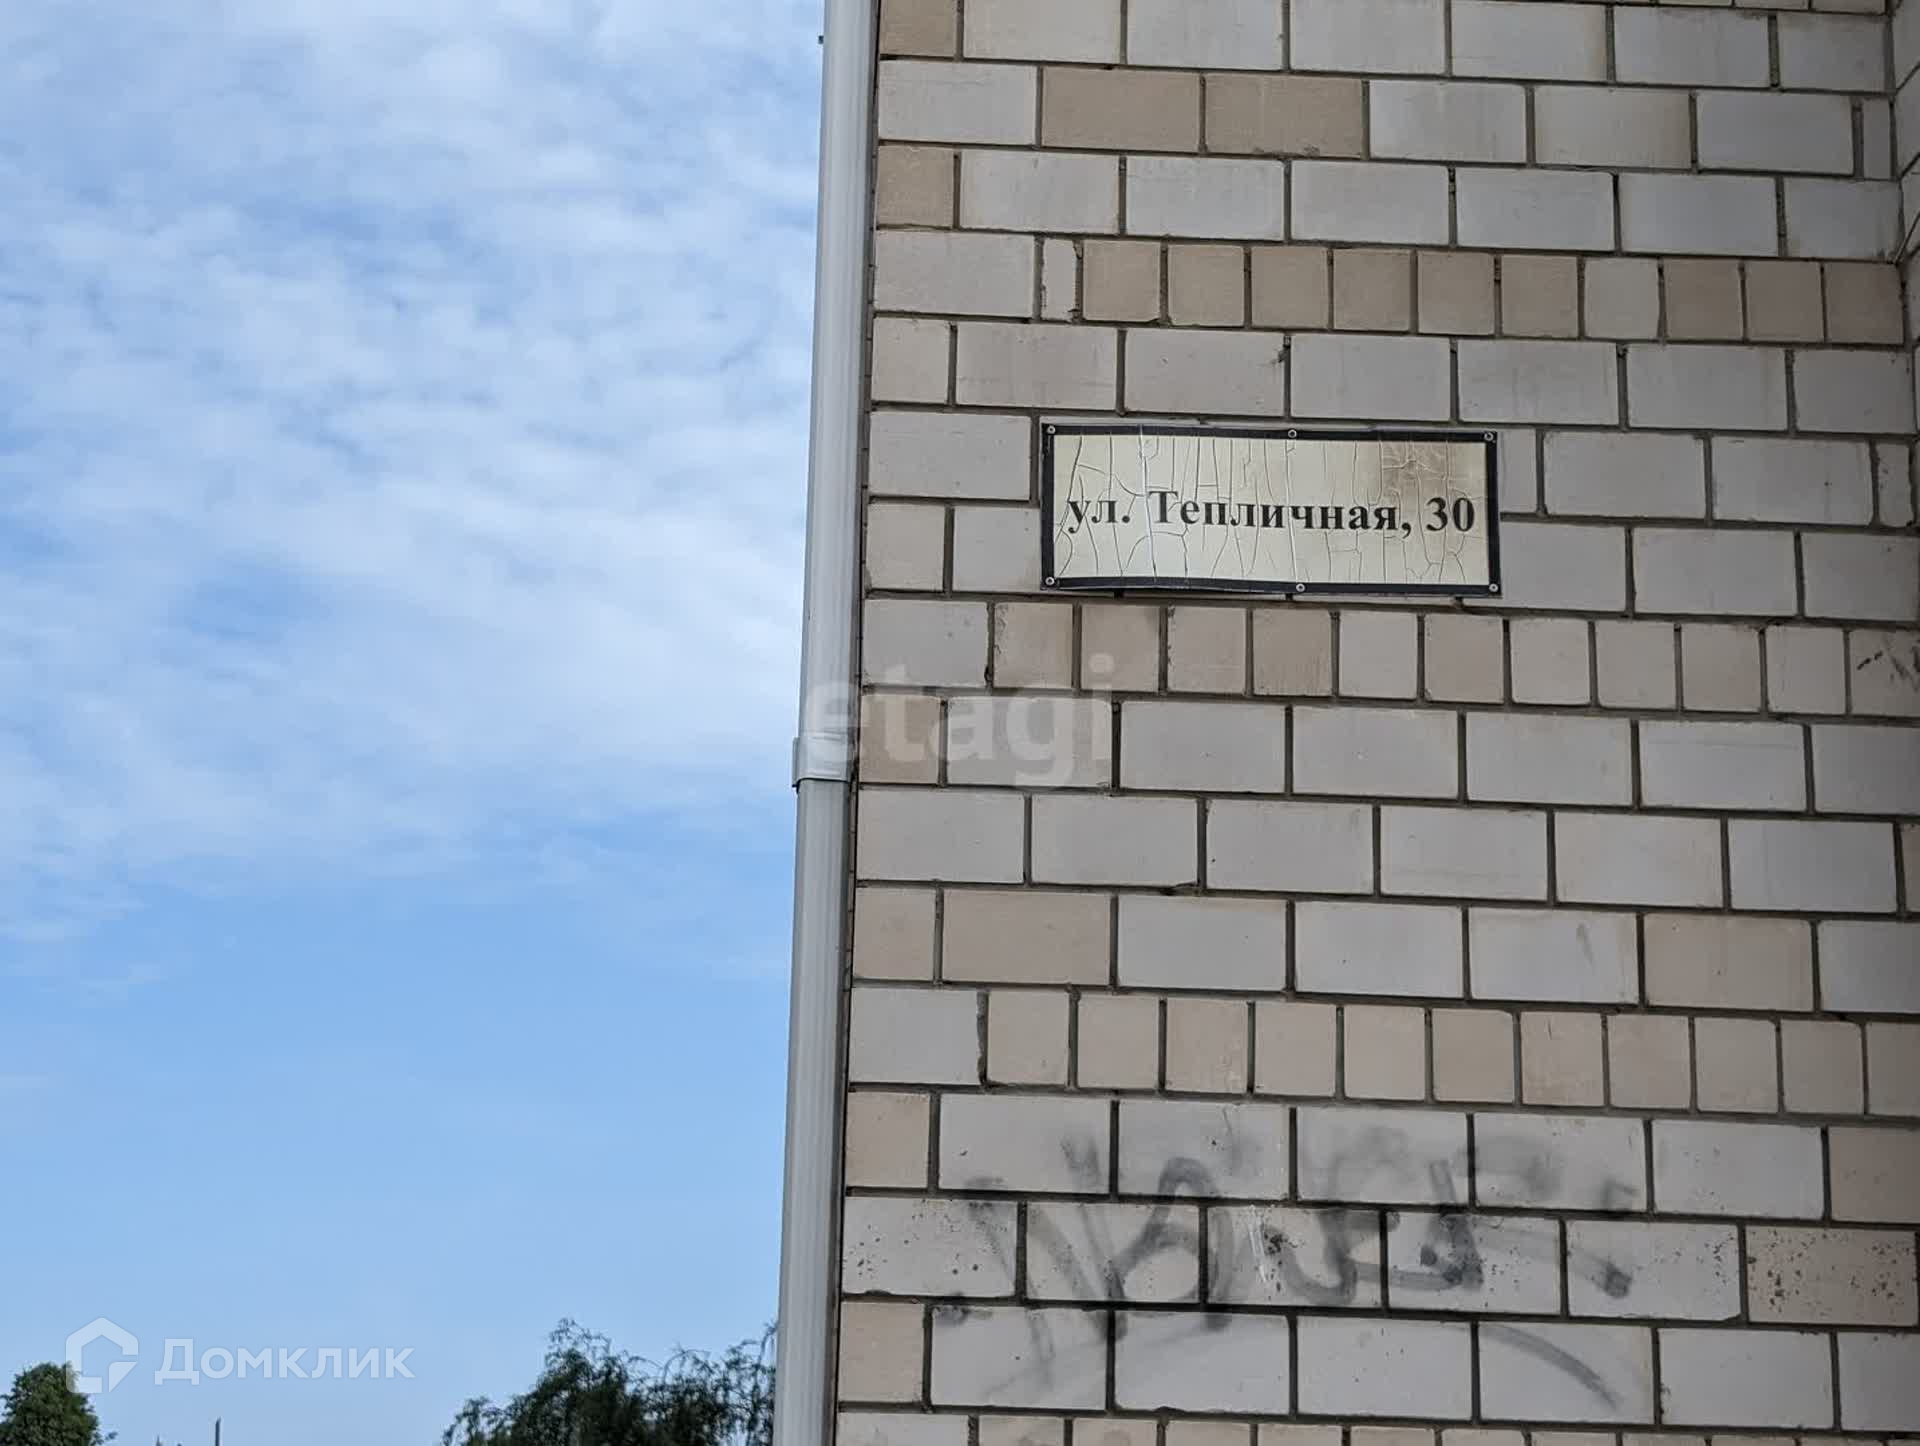 ул. Тепличная, 30
etagi
Домклик